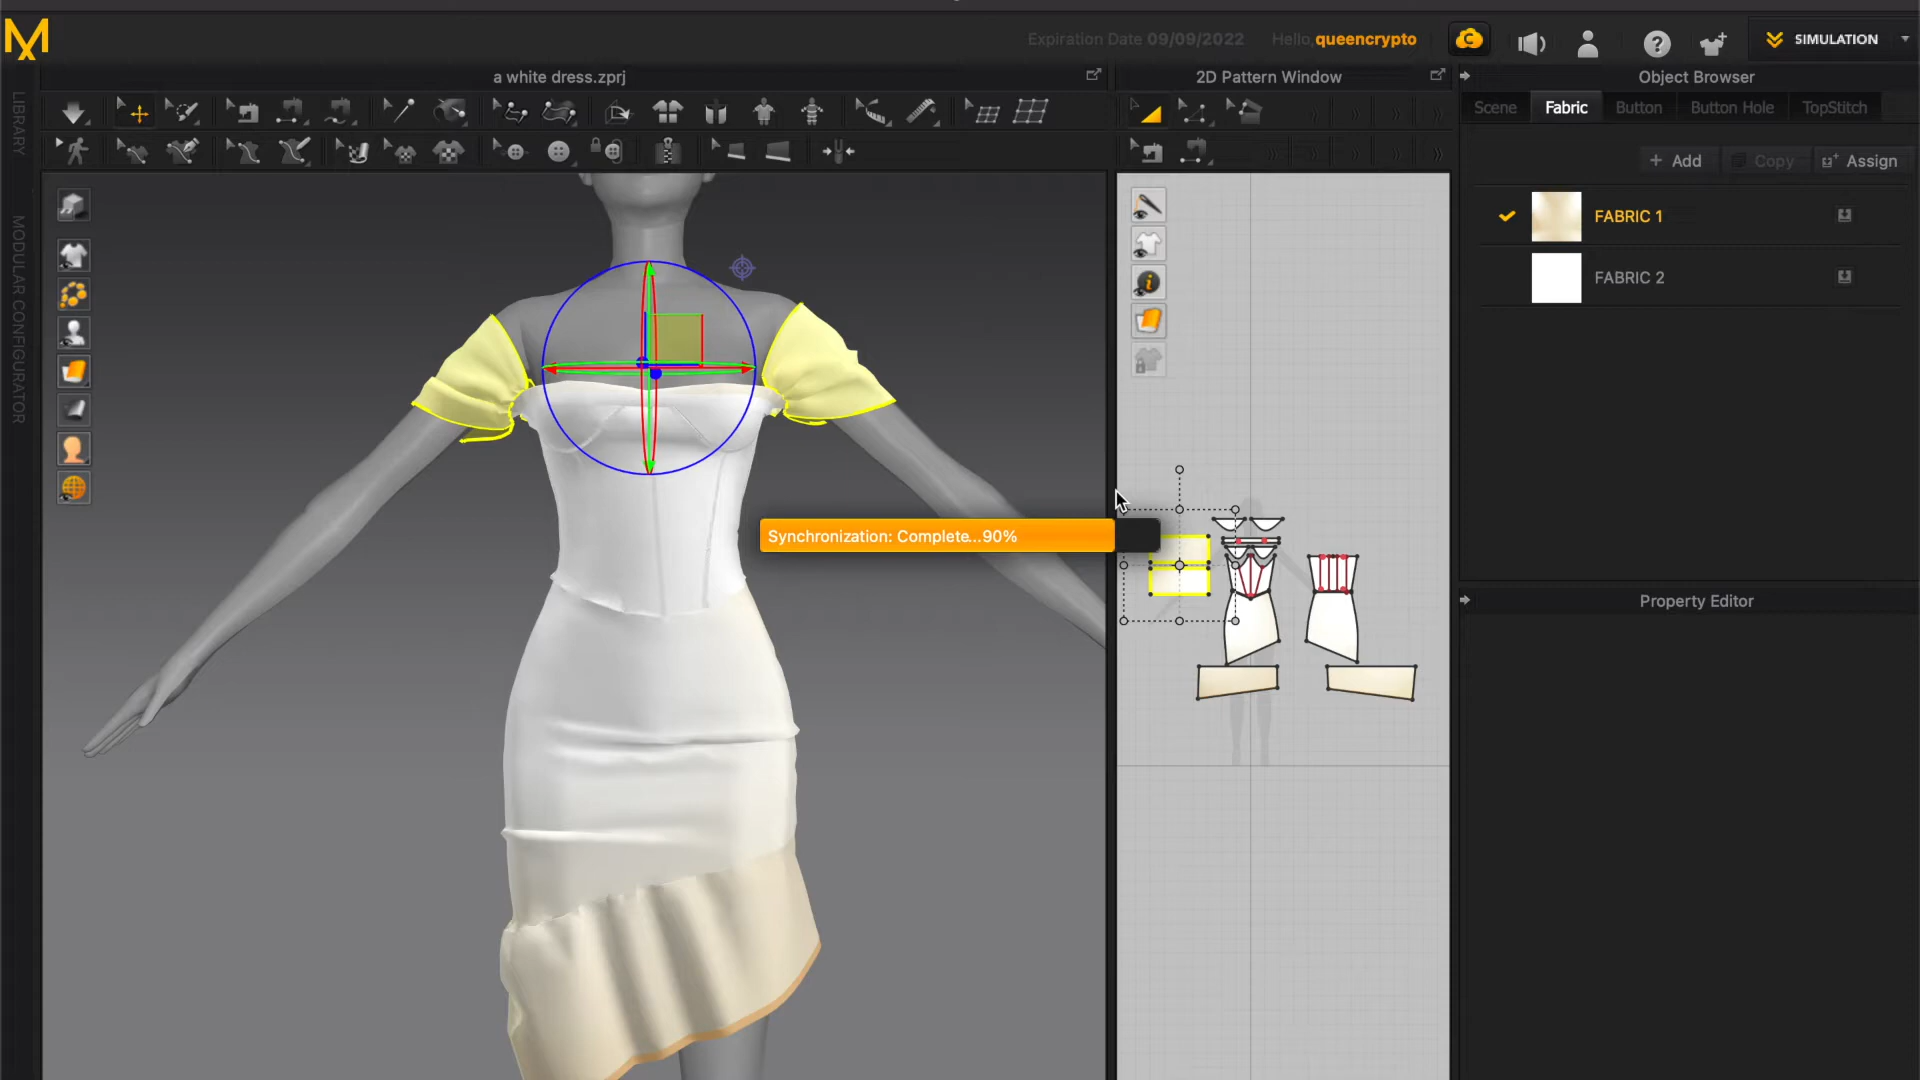 Expiration Date 09/09/2022
Hello, queencrypto
SIMULATION
a white dress.zprj
2D Pattern Window
Object Browser
LIBRARY
MODULAR CONFIGURATOR
Scene
Fabric
Button
Button Hole
TopStitch
+ Add
Copy
Assign
FABRIC 1
FABRIC 2
Synchronization: Complete...90%
Property Editor